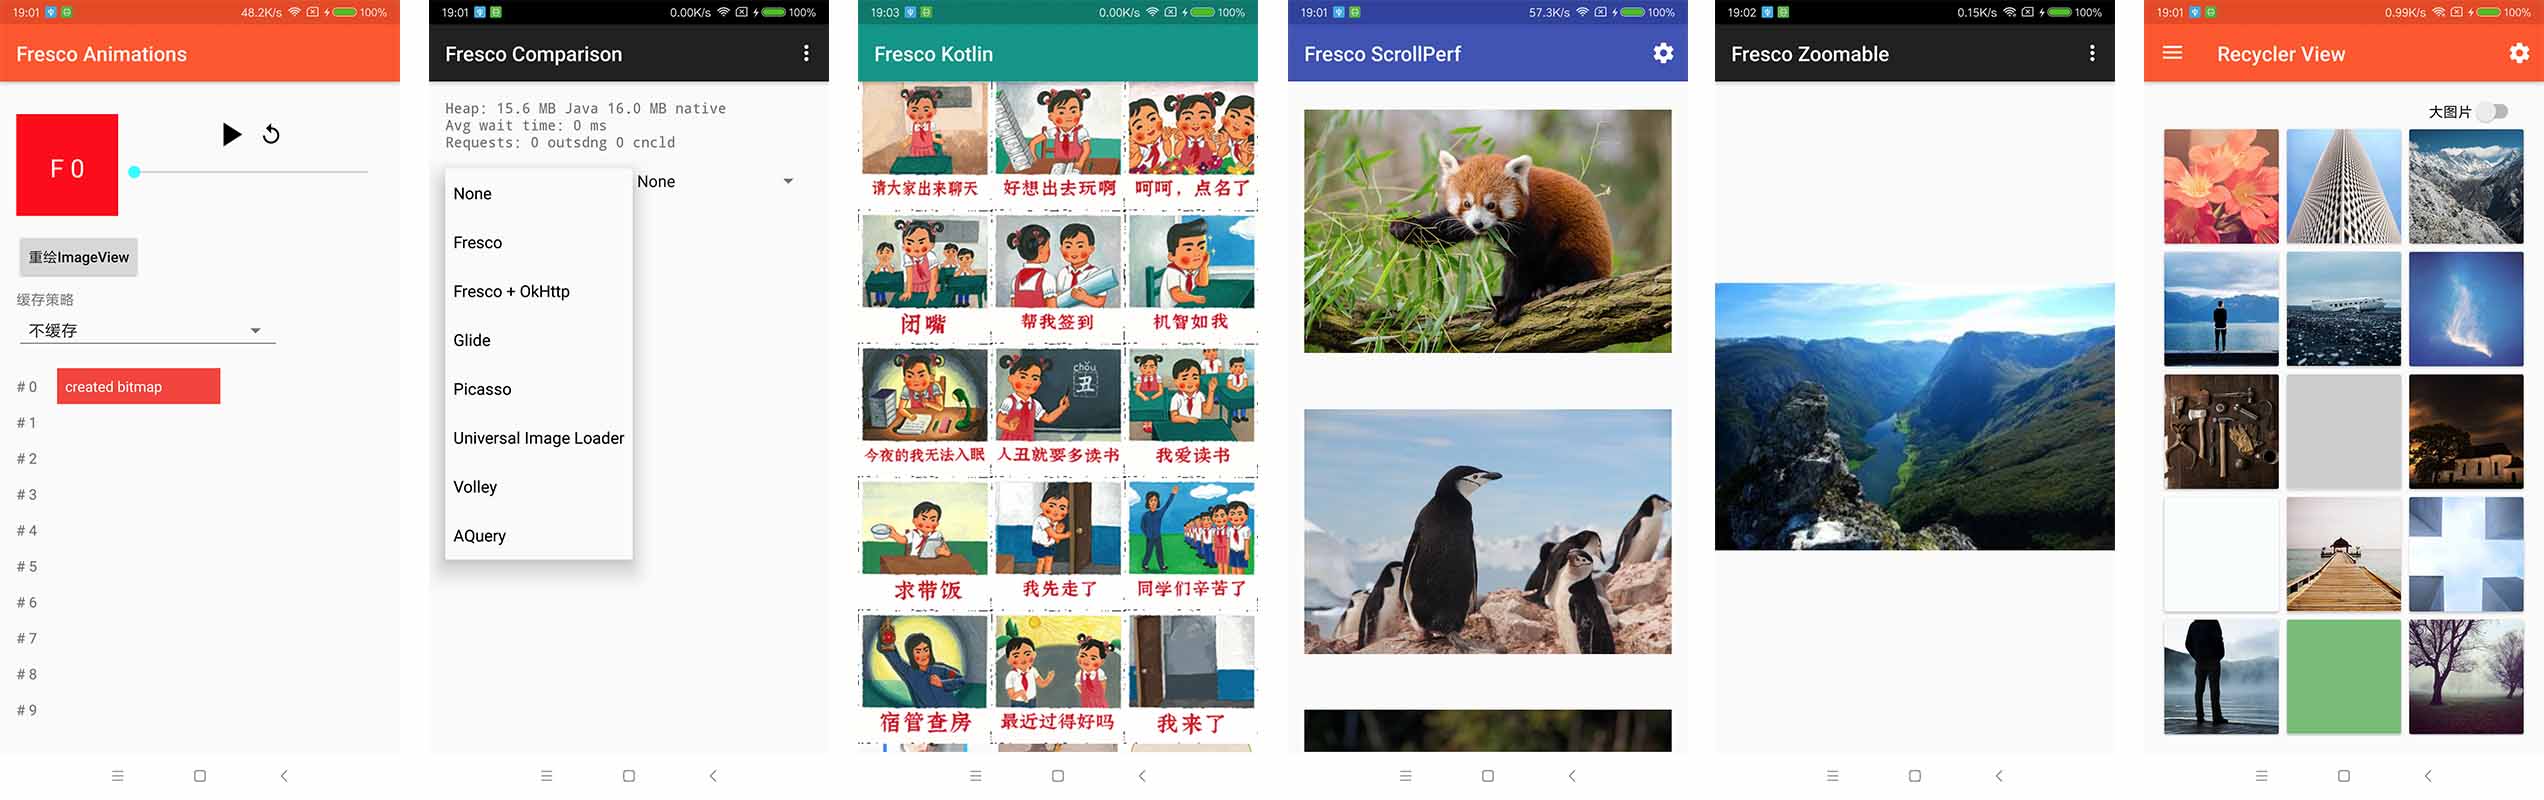 19:01
48.2K/s
100%
Fresco Animations
F 0
重绘ImageView
缓存策略
不缓存
# 0
created bitmap
# 1
# 2
# 3
# 4
# 5
# 6
# 7
# 8
# 9
19:01
0.00K/s
100%
Fresco Comparison
Heap: 15.6 MB Java 16.0 MB native
Avg wait time: 0 ms
Requests: 0 outsdng 0 cncld
None
None
Fresco
Fresco + OkHttp
Glide
Picasso
Universal Image Loader
Volley
AQuery
19:03
0.00K/s
100%
Fresco Kotlin
请大家出来聊天
好想出去玩啊
呵呵，点名了
闭嘴
帮我签到
机智如我
chǒu
丑
今夜的我无法入眠
人丑就要多读书
我爱读书
求带饭
我先走了
同学们辛苦了
宿管查房
最近过得好吗
我来了
19:01
57.3K/s
100%
Fresco ScrollPerf
19:02
0.15K/s
100%
Fresco Zoomable
19:01
0.99K/s
100%
Recycler View
大图片